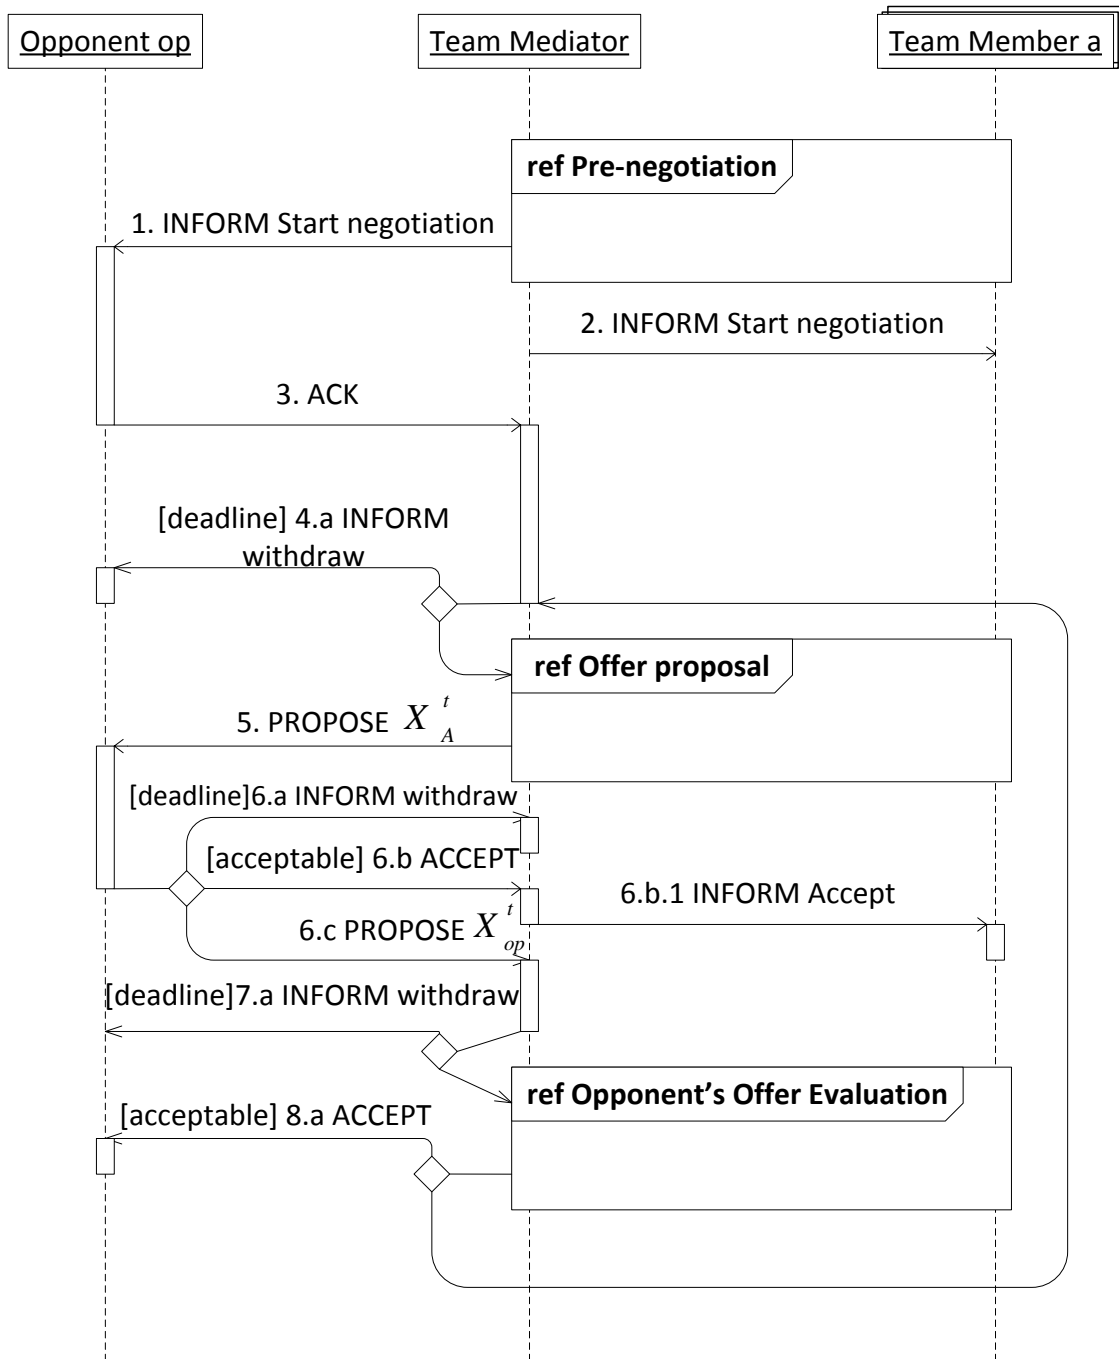 Opponent op
Team Mediator
Team Member a
ref Pre-negotiation
1. INFORM Start negotiation
2. INFORM Start negotiation
3. ACK
[deadline] 4.a INFORM
withdraw
ref Offer proposal
5. PROPOSE X_A^t
[deadline]6.a INFORM withdraw
[acceptable] 6.b ACCEPT
6.b.1 INFORM Accept
6.c PROPOSE X_op^t
[deadline]7.a INFORM withdraw
ref Opponent’s Offer Evaluation
[acceptable] 8.a ACCEPT